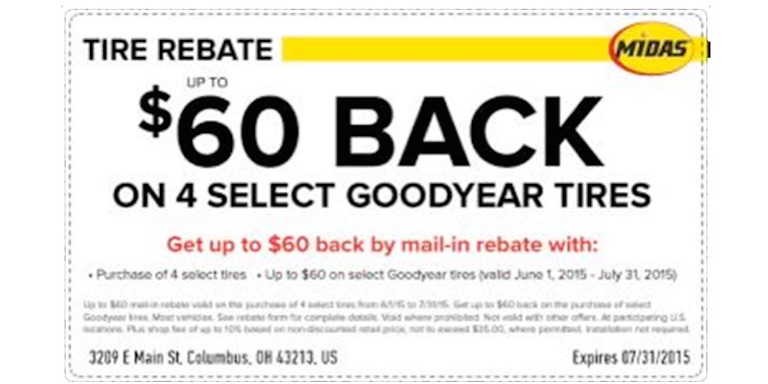 TIRE REBATE
MIDAS
UP TO
$60 BACK
ON 4 SELECT GOODYEAR TIRES
Get up to $60 back by mail-in rebate with:
• Purchase of 4 select tires • Up to $60 on select Goodyear tires (valid June 1, 2015 - July 31, 2015)
Up to $60 mail-in rebate valid on the purchase of 4 select tires from 6/1/15 to 7/31/15. Get up to $60 back on the purchase of select
Goodyear tires. Most vehicles. See rebate form for complete details. Void where prohibited. Not valid with other offers. At participating U.S.
locations. Plus shop fee of up to 10% based on non-discounted retail price, not to exceed $35.00, where permitted. Installation not required.
3209 E Main St, Columbus, OH 43213, US
Expires 07/31/2015